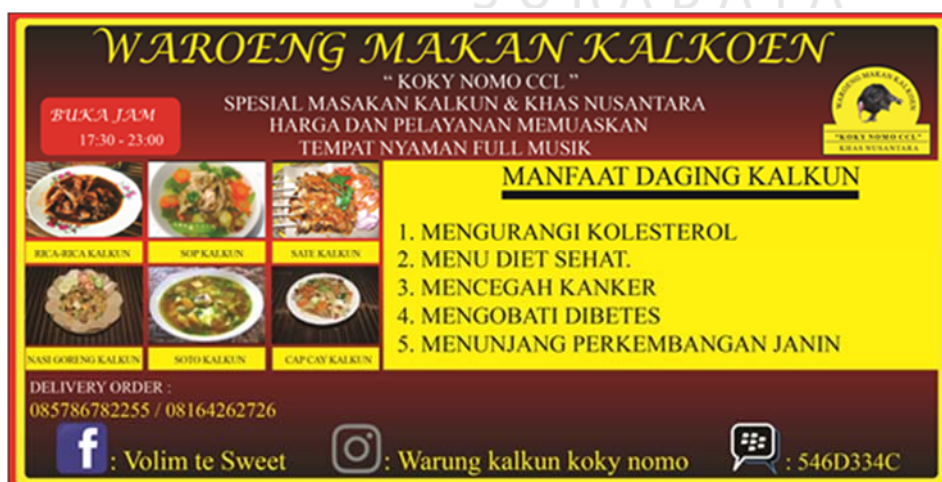 SURABAYA
WAROENG MAKAN KALKOEN
“ KOKY NOMO CCL ”
SPESIAL MASAKAN KALKUN & KHAS NUSANTARA
HARGA DAN PELAYANAN MEMUASKAN
TEMPAT NYAMAN FULL MUSIK
BUKA JAM
17:30 - 23:00
WAROENG MAKAN KALKOEN
"KOKY NOMO CCL"
KHAS NUSANTARA
RICA-RICA KALKUN
SOP KALKUN
SATE KALKUN
NASI GORENG KALKUN
SOTO KALKUN
CAP CAY KALKUN
MANFAAT DAGING KALKUN
1. MENGURANGI KOLESTEROL
2. MENU DIET SEHAT.
3. MENCEGAH KANKER
4. MENGOBATI DIBETES
5. MENUNJANG PERKEMBANGAN JANIN
DELIVERY ORDER :
085786782255 / 08164262726
f : Volim te Sweet
: Warung kalkun koky nomo
: 546D334C